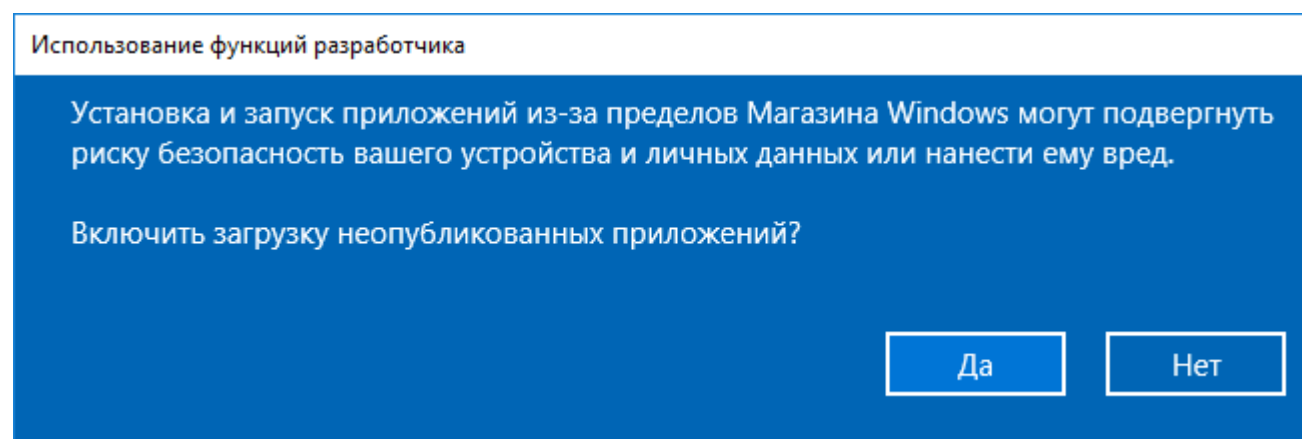 Использование функций разработчика
Установка и запуск приложений из-за пределов Магазина Windows могут подвергнуть
риску безопасность вашего устройства и личных данных или нанести ему вред.
Включить загрузку неопубликованных приложений?
Да
Нет